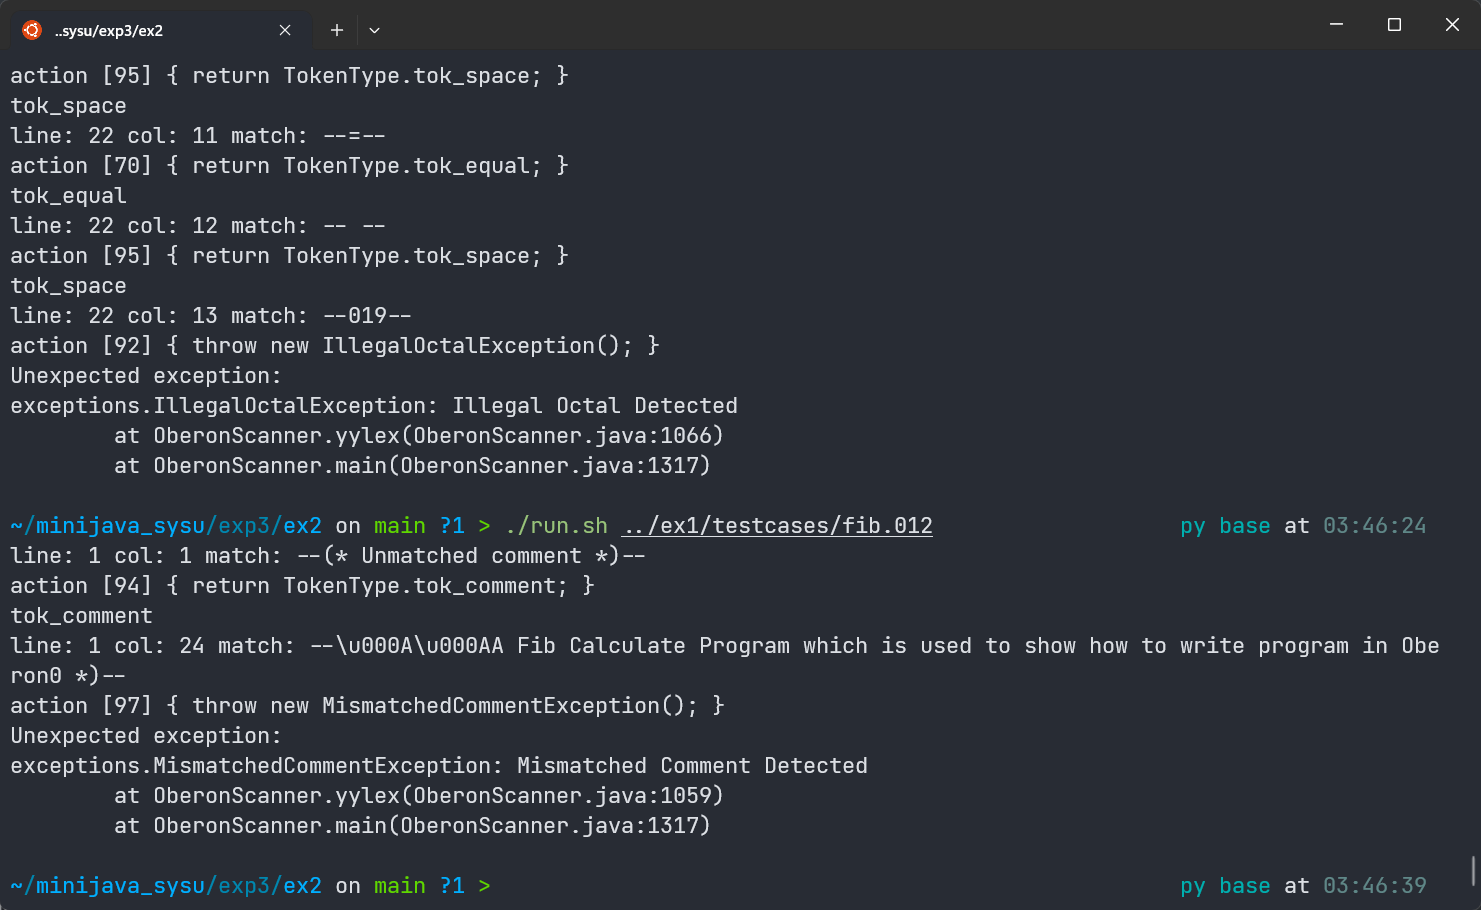 ..sysu/exp3/ex2
action [95] { return TokenType.tok_space; }
tok_space
line: 22 col: 11 match: --=--
action [70] { return TokenType.tok_equal; }
tok_equal
line: 22 col: 12 match: -- --
action [95] { return TokenType.tok_space; }
tok_space
line: 22 col: 13 match: --019--
action [92] { throw new IllegalOctalException(); }
Unexpected exception:
exceptions.IllegalOctalException: Illegal Octal Detected
        at OberonScanner.yylex(OberonScanner.java:1066)
        at OberonScanner.main(OberonScanner.java:1317)
~/minijava_sysu/exp3/ex2 on main ?1 > ./run.sh ../ex1/testcases/fib.012 py base at 03:46:24
line: 1 col: 1 match: --(* Unmatched comment *)--
action [94] { return TokenType.tok_comment; }
tok_comment
line: 1 col: 24 match: --\u000A\u000AA Fib Calculate Program which is used to show how to write program in Obe
ron0 *)--
action [97] { throw new MismatchedCommentException(); }
Unexpected exception:
exceptions.MismatchedCommentException: Mismatched Comment Detected
        at OberonScanner.yylex(OberonScanner.java:1059)
        at OberonScanner.main(OberonScanner.java:1317)
~/minijava_sysu/exp3/ex2 on main ?1 > py base at 03:46:39